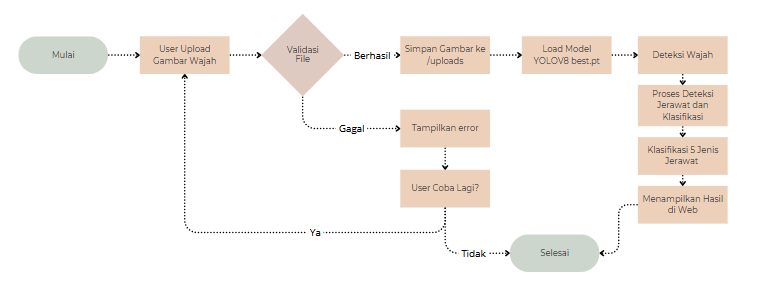 Mulai
User Upload
Gambar Wajah
Validasi
File
Berhasil
Simpan Gambar ke
/uploads
Load Model
YOLOV8 best.pt
Deteksi Wajah
Proses Deteksi
Jerawat dan
Klasifikasi
Gagal
Tampilkan error
Klasifikasi 5 Jenis
Jerawat
User Coba Lagi?
Menampilkan Hasil
di Web
Ya
Tidak
Selesai